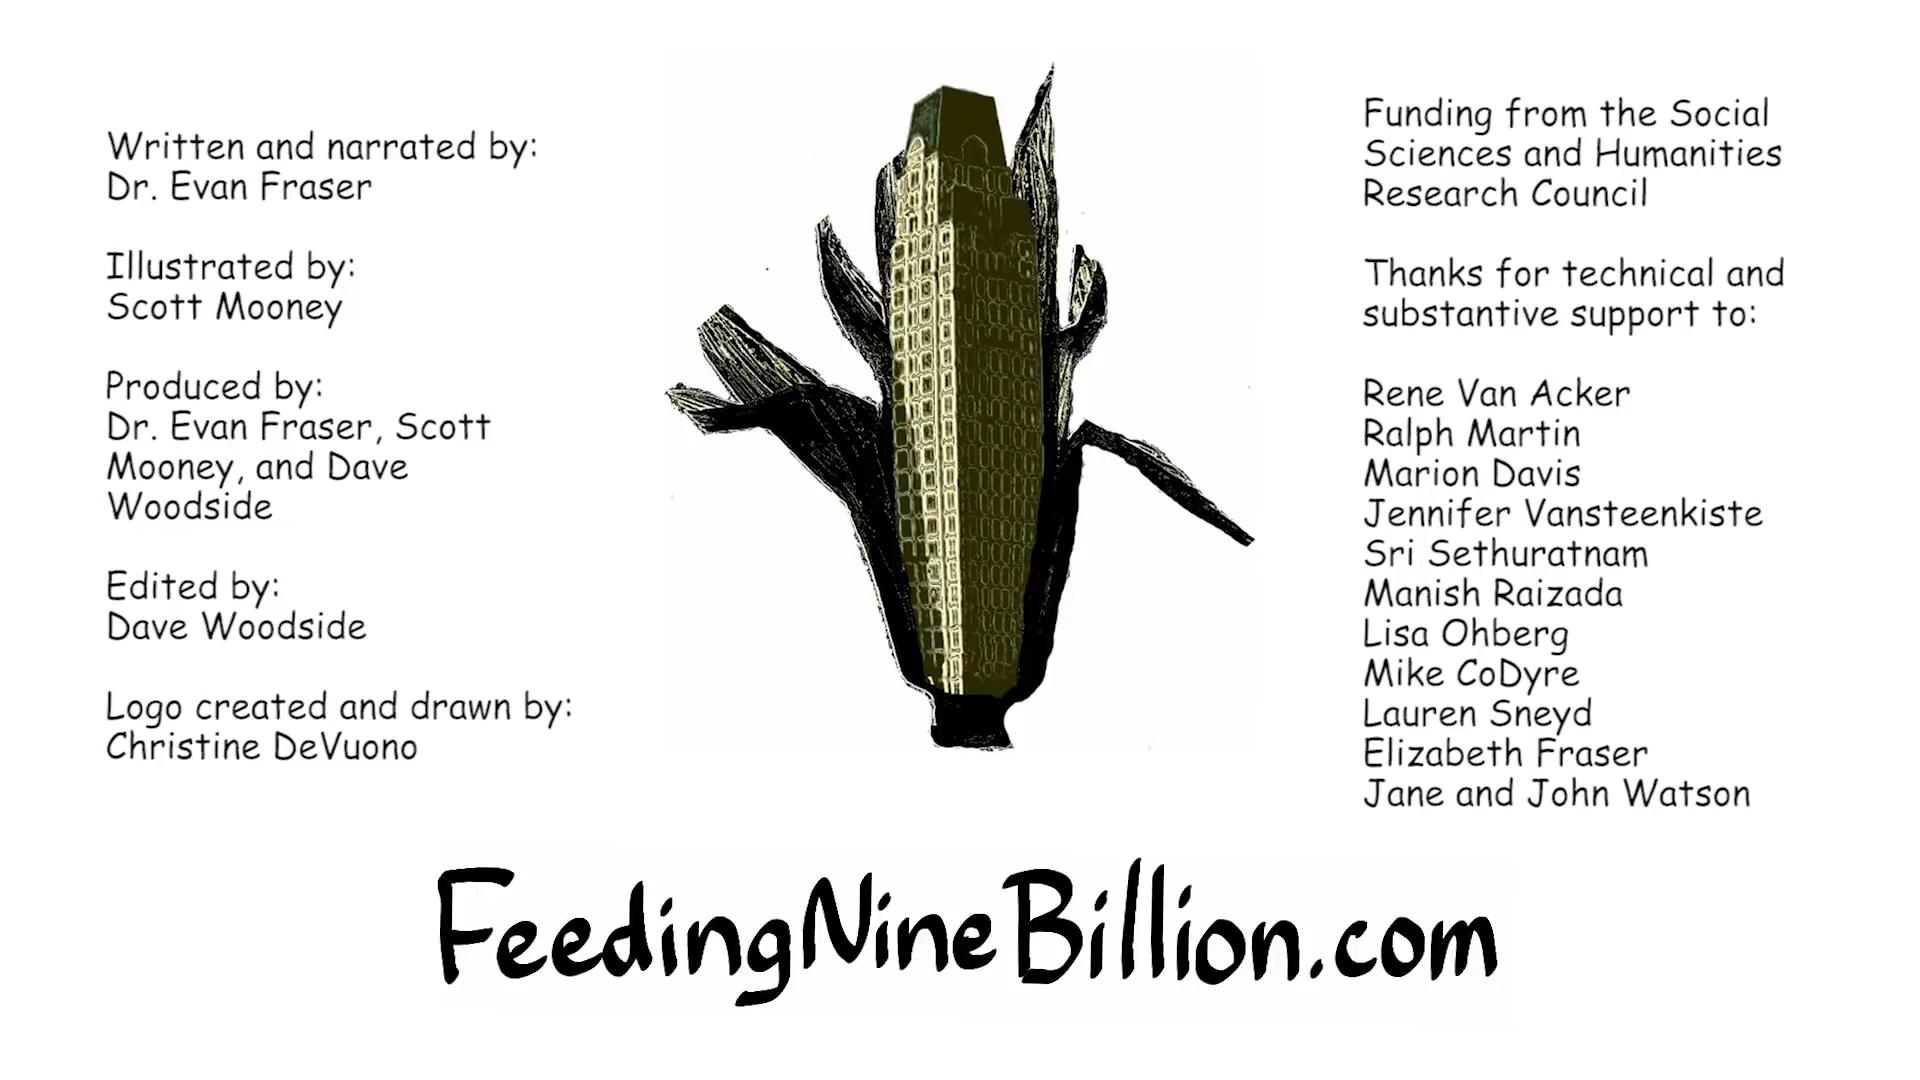 Written and narrated by:
Dr. Evan Fraser
Illustrated by:
Scott Mooney
Produced by:
Dr. Evan Fraser, Scott
Mooney, and Dave
Woodside
Edited by:
Dave Woodside
Logo created and drawn by:
Christine DeVuono
Funding from the Social
Sciences and Humanities
Research Council
Thanks for technical and
substantive support to:
Rene Van Acker
Ralph Martin
Marion Davis
Jennifer Vansteenkiste
Sri Sethuratnam
Manish Raizada
Lisa Ohberg
Mike CoDyre
Lauren Sneyd
Elizabeth Fraser
Jane and John Watson
FeedingNineBillion.com